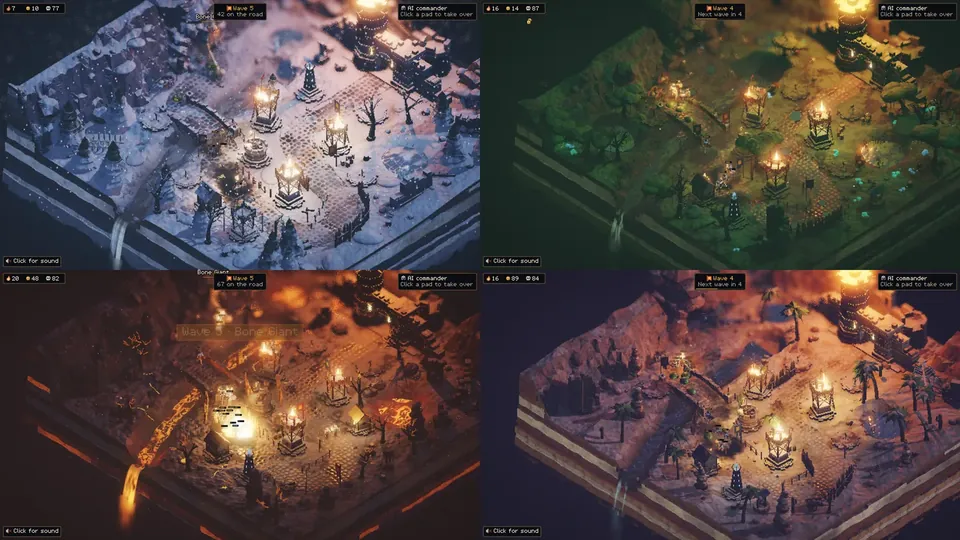 7 10 77
Wave 5
42 on the road
AI commander
Click a pad to take over
Click for sound
16 14 87
Wave 4
Next wave in 4
AI commander
Click a pad to take over
Click for sound
Bone Giant
20 48 82
Wave 5
67 on the road
AI commander
Click a pad to take over
Wave 5 - Bone Giant
Click for sound
16 89 84
Wave 4
Next wave in 4
AI commander
Click a pad to take over
Click for sound